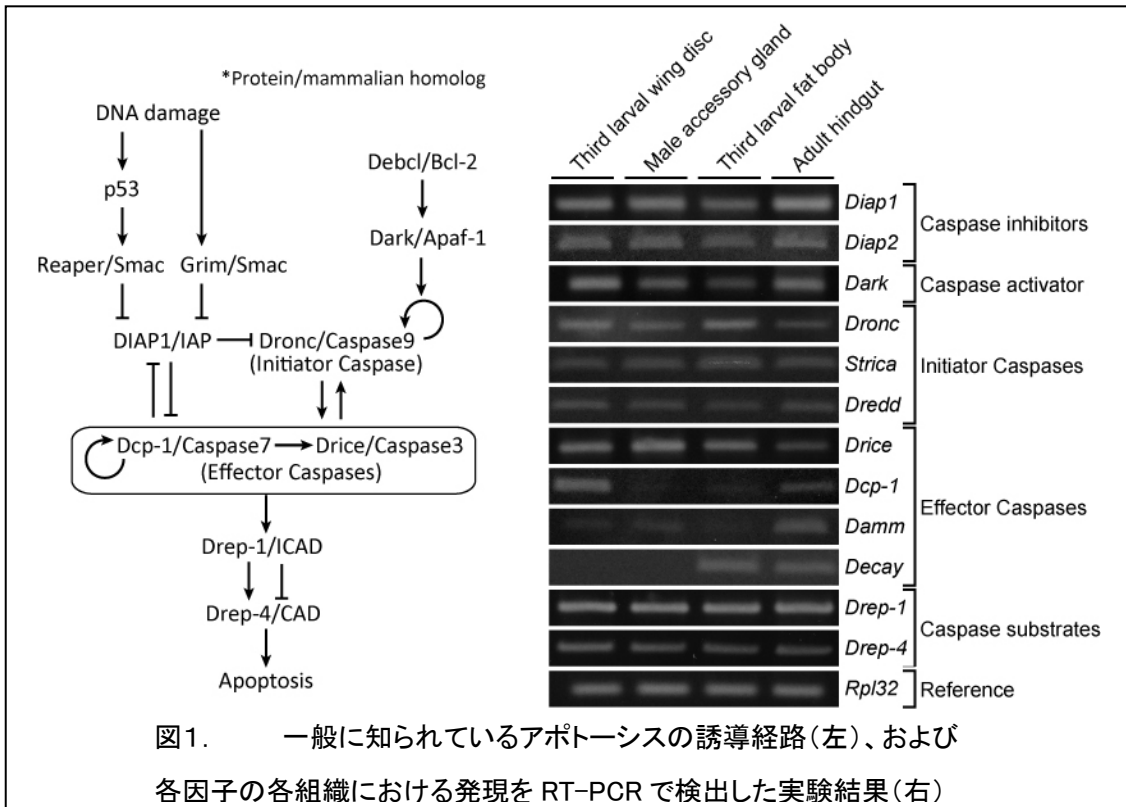 *Protein/mammalian homolog
DNA damage
p53
Reaper/Smac
Grim/Smac
Debcl/Bcl-2
Dark/Apaf-1
DIAP1/IAP
Dronc/Caspase9
(Initiator Caspase)
Dcp-1/Caspase7
Drice/Caspase3
(Effector Caspases)
Drep-1/ICAD
Drep-4/CAD
Apoptosis
Third larval wing disc
Male accessory gland
Third larval fat body
Adult hindgut
Diap1
Diap2
Caspase inhibitors
Dark
Caspase activator
Dronc
Strica
Dredd
Initiator Caspases
Drice
Dcp-1
Damm
Decay
Effector Caspases
Drep-1
Drep-4
Caspase substrates
Rpl32
Reference
図1. 一般に知られているアポトーシスの誘導経路(左)、および
各因子の各組織における発現を RT-PCR で検出した実験結果(右)